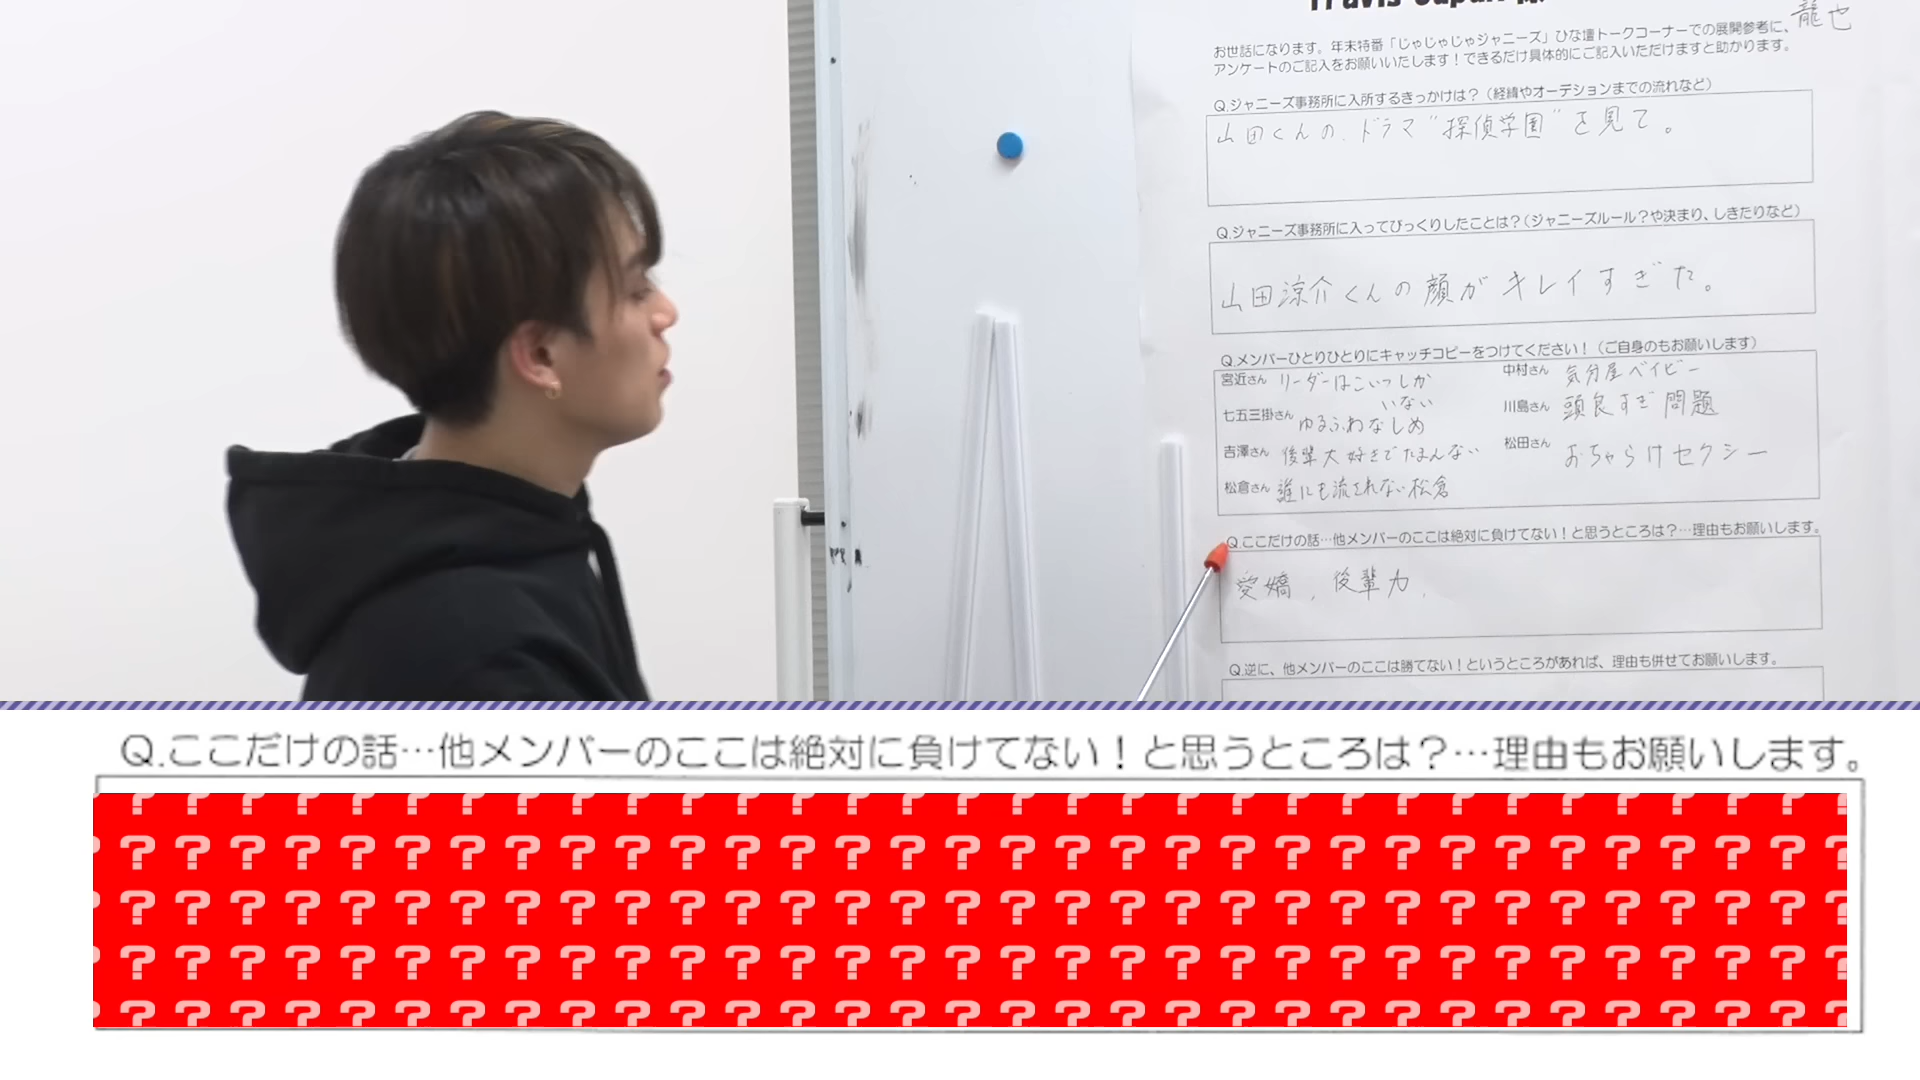 Travis Japan 様
龍也
お世話になります。年末特番「じゃじゃじゃジャニーズ」ひな壇トークコーナーでの展開参考に、
アンケートのご記入をお願いいたします！できるだけ具体的にご記入いただけますと助かります。
Q.ジャニーズ事務所に入所するきっかけは？（経緯やオーデションまでの流れなど）
山田くんの、ドラマ“探偵学園”を見て。
Q.ジャニーズ事務所に入ってびっくりしたことは？（ジャニーズルール？や決まり、しきたりなど）
山田涼介くんの顔がキレイすぎた。
Q.メンバーひとりひとりにキャッチコピーをつけてください！（ご自身のもお願いします）
宮近さん リーダーはこいつしか
いない
七五三掛さん ゆるふわなしめ
吉澤さん 後輩大好きでたまんない
松倉さん 誰にも流されない松倉
中村さん 気分屋ベイビー
川島さん 頭良すぎ問題
松田さん おちゃらけセクシー
Q.ここだけの話…他メンバーのここは絶対に負けてない！と思うところは？…理由もお願いします。
愛嬌、後輩力、
Q.逆に、他メンバーのここは勝てない！というところがあれば、理由も併せてお願いします。
Q.ここだけの話…他メンバーのここは絶対に負けてない！と思うところは？…理由もお願いします。